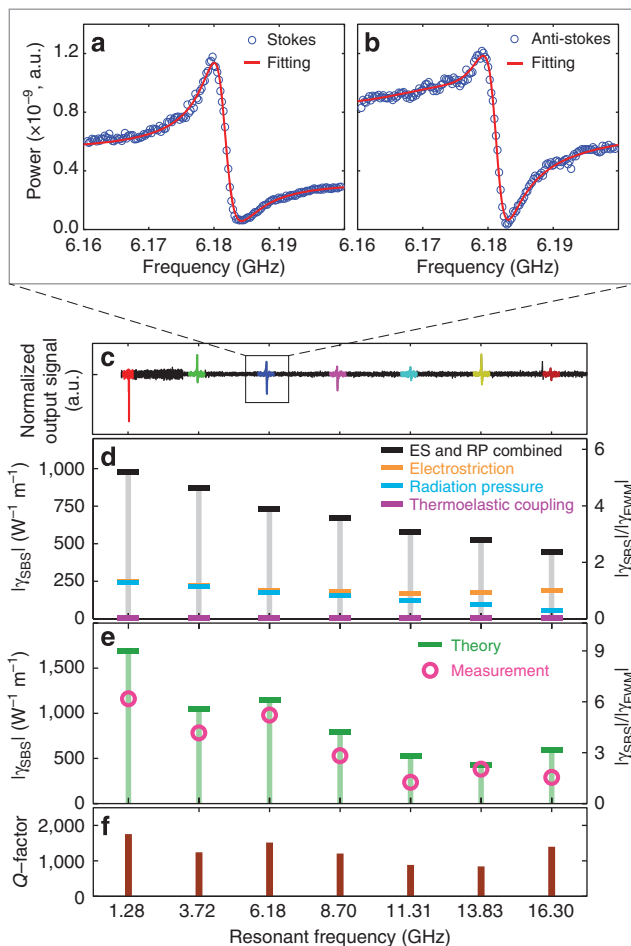 a
Stokes
Fitting
b
Anti-stokes
Fitting
Power (×10⁻⁹, a.u.)
1.2
0.8
0.4
0.0
6.16 6.17 6.18 6.19
6.16 6.17 6.18 6.19
Frequency (GHz)
Frequency (GHz)
c
Normalized
output signal
(a.u.)
d
ES and RP combined
Electrostriction
Radiation pressure
Thermoelastic coupling
|γSBS| (W⁻¹ m⁻¹)
1,000
750
500
250
0
6
4
2
0
|γSBS|/|γFWM|
e
Theory
Measurement
|γSBS| (W⁻¹ m⁻¹)
1,500
1,000
500
0
9
6
3
0
|γSBS|/|γFWM|
f
Q–factor
2,000
1,000
0
1.28 3.72 6.18 8.70 11.31 13.83 16.30
Resonant frequency (GHz)